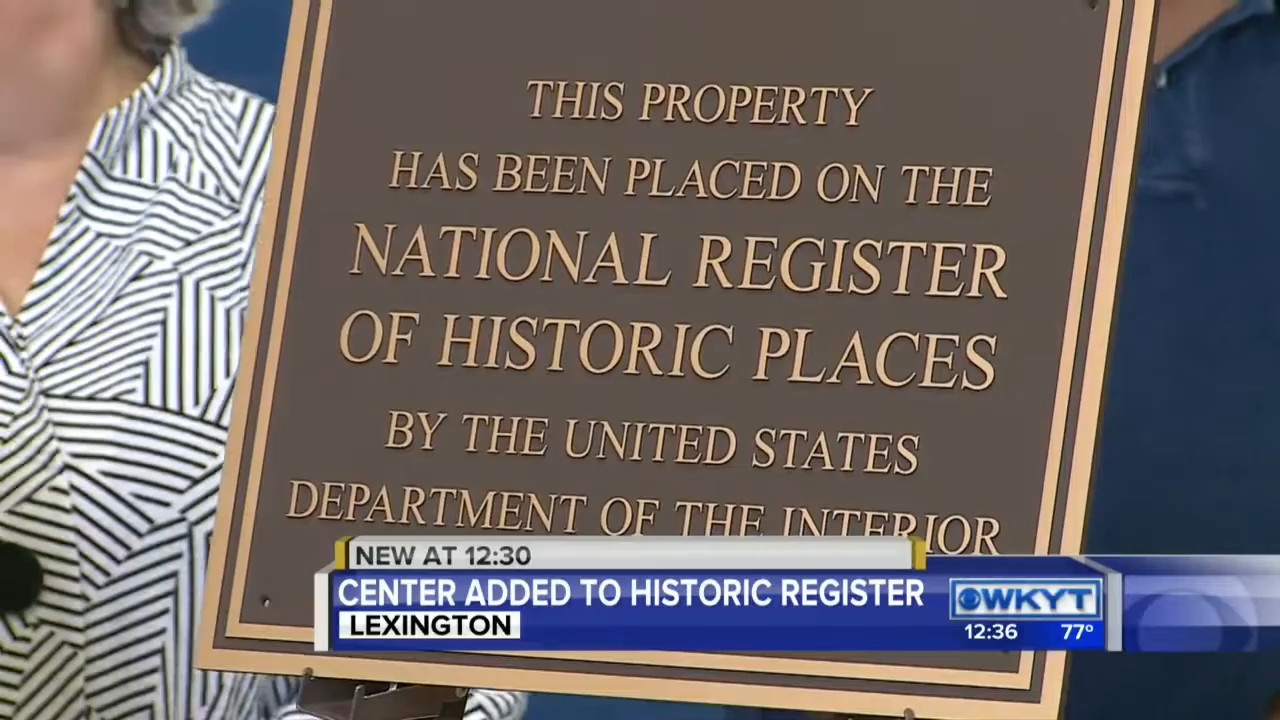 THIS PROPERTY
HAS BEEN PLACED ON THE
NATIONAL REGISTER
OF HISTORIC PLACES
BY THE UNITED STATES
DEPARTMENT OF THE INTERIOR
NEW AT 12:30
CENTER ADDED TO HISTORIC REGISTER
LEXINGTON
WKYT
12:36 77°